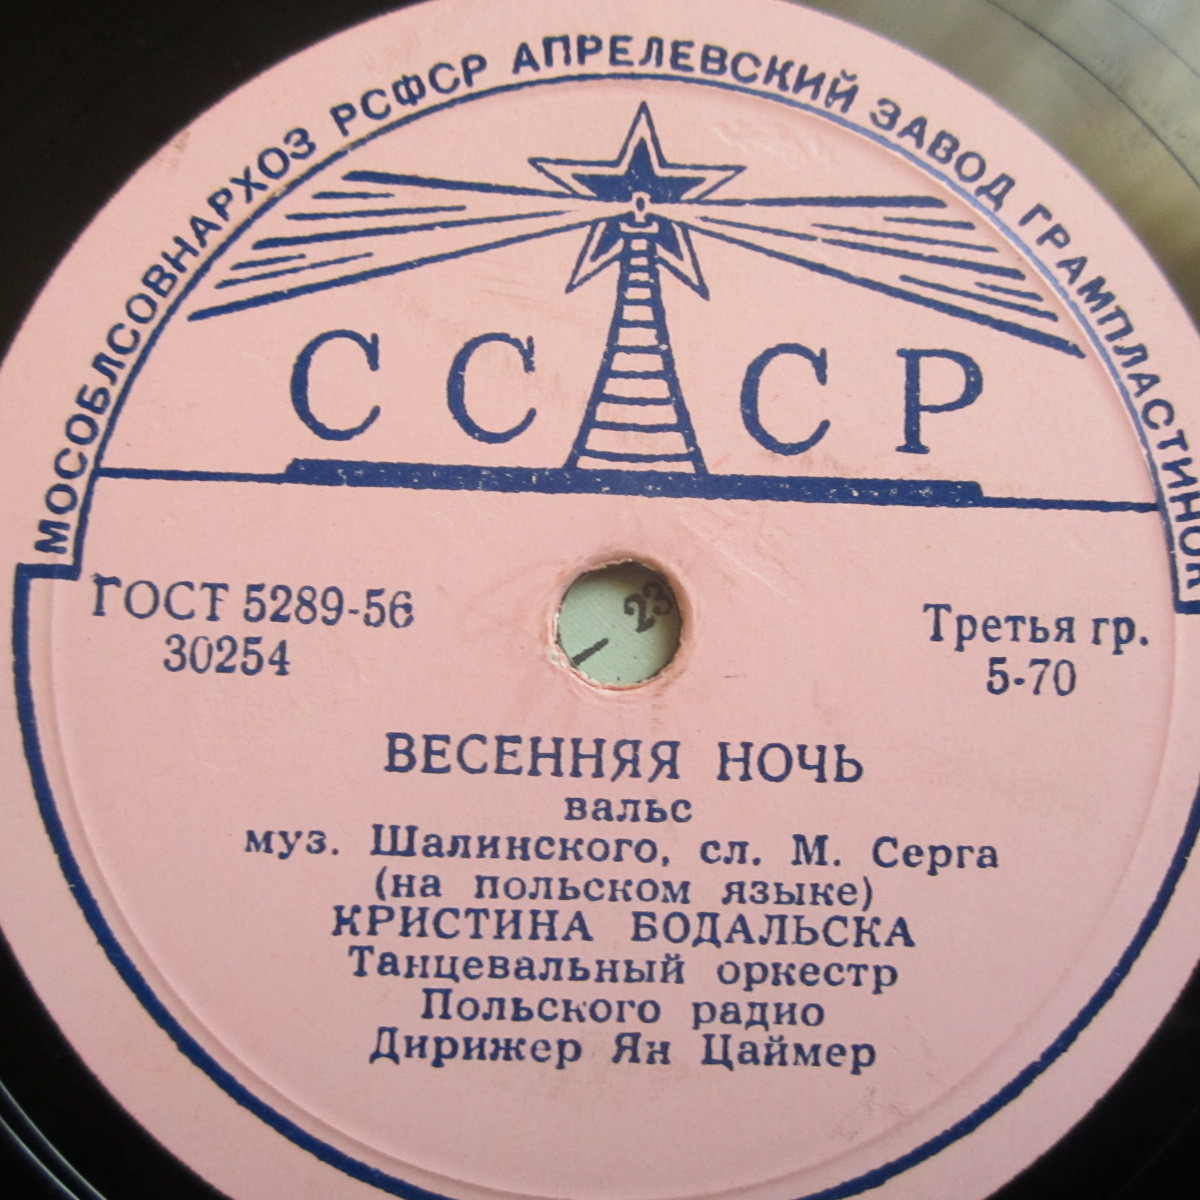 МОСОБЛСОВНАРХОЗ РСФСР АПРЕЛЕВСКИЙ ЗАВОД ГРАМПЛАСТИНОК
СССР
ГОСТ 5289-56
30254
Третья гр.
5-70
23
ВЕСЕННЯЯ НОЧЬ
вальс
муз. Шалинского, сл. М. Серга
(на польском языке)
КРИСТИНА БОДАЛЬСКА
Танцевальный оркестр
Польского радио
Дирижер Ян Цаймер